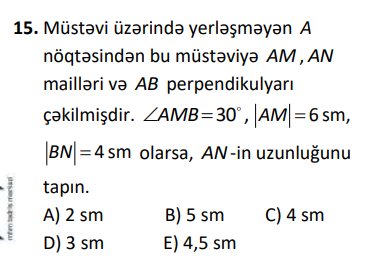 15. Müstəvi üzərində yerləşməyən A
nöqtəsindən bu müstəviyə AM, AN
mailləri və AB perpendikulyarı
çəkilmişdir. ∠AMB=30°, |AM|=6 sm,
|BN|=4 sm olarsa, AN-in uzunluğunu
tapın.
A) 2 sm B) 5 sm C) 4 sm
D) 3 sm E) 4,5 sm